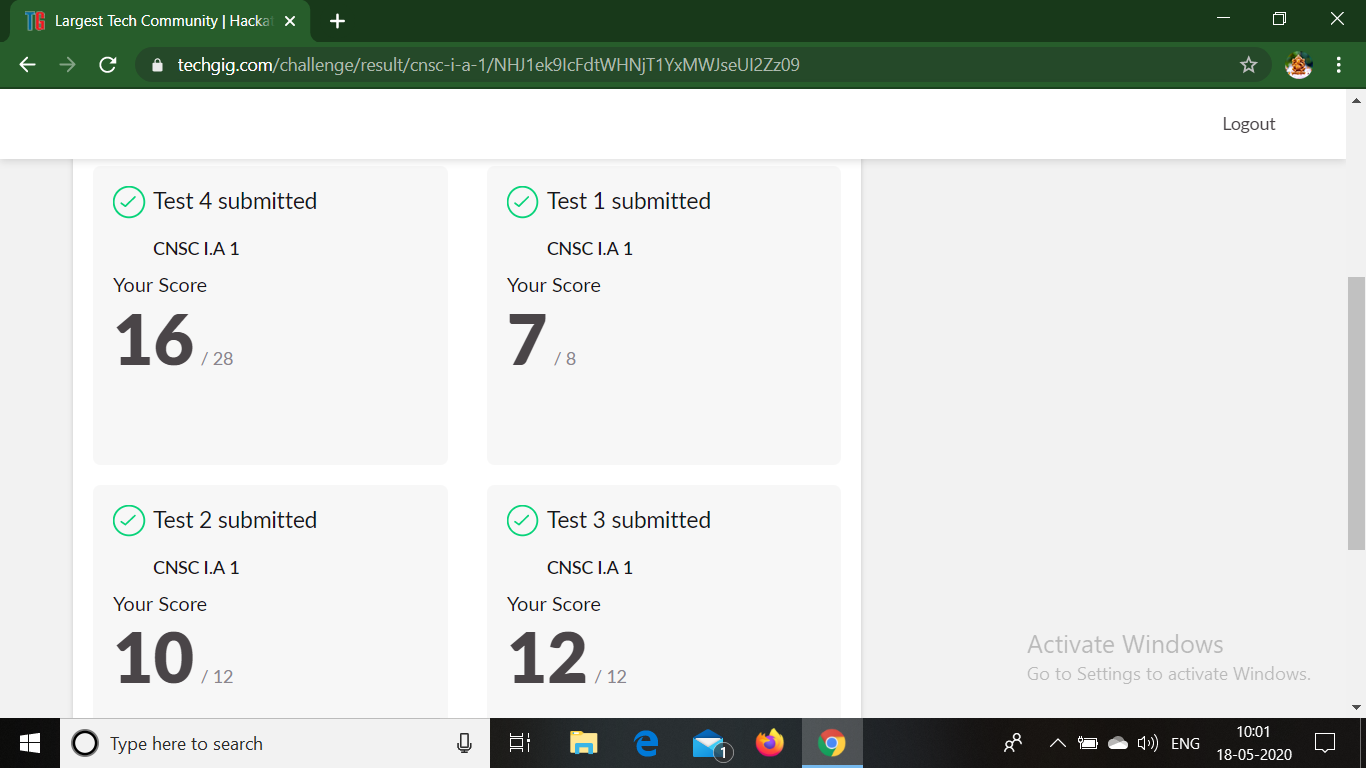 Largest Tech Community | Hacka
techgig.com/challenge/result/cnsc-i-a-1/NHJ1ek9IcFdtWHNjT1YxMWJseUI2Zz09
Logout
Test 4 submitted
CNSC I.A 1
Your Score
16 / 28
Test 1 submitted
CNSC I.A 1
Your Score
7 / 8
Test 2 submitted
CNSC I.A 1
Your Score
10 / 12
Test 3 submitted
CNSC I.A 1
Your Score
12 / 12
Activate Windows
Go to Settings to activate Windows.
Type here to search
1
ENG
10:01
18-05-2020